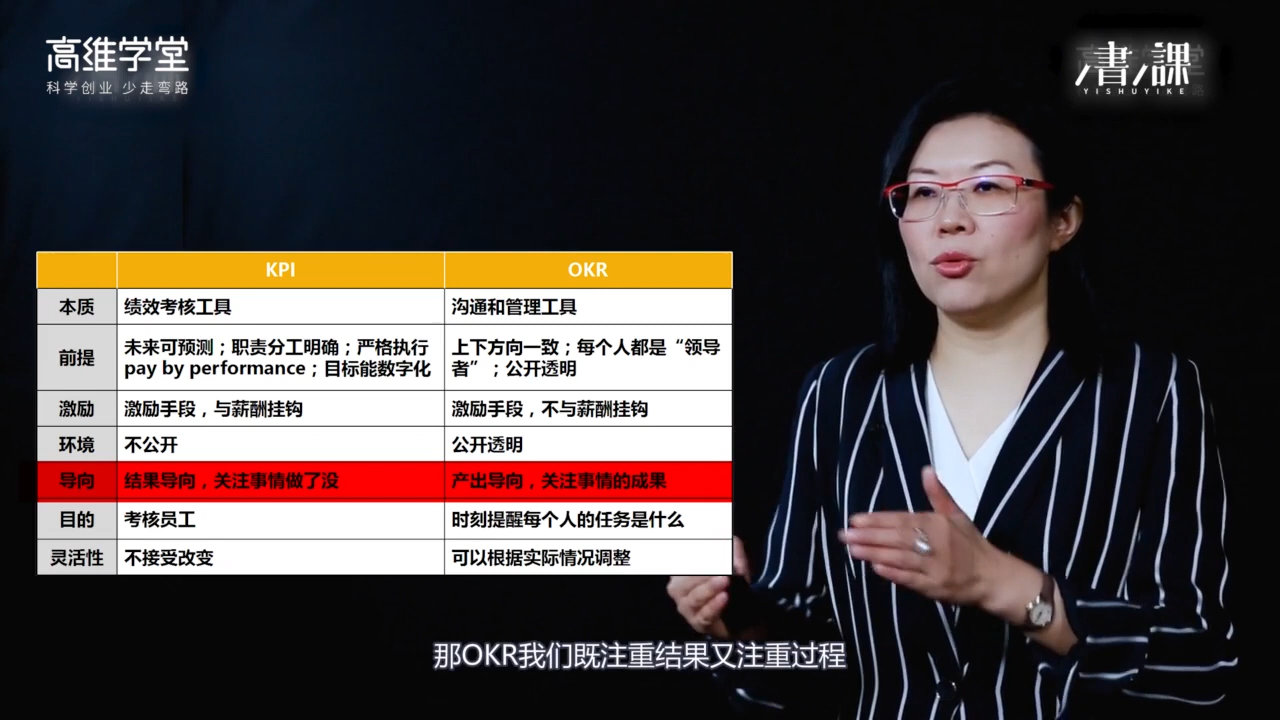 高维学堂
科学创业 少走弯路
一書一課
YISHUYIKE
KPI OKR
本质 绩效考核工具 沟通和管理工具
前提 未来可预测；职责分工明确；严格执行 上下方向一致；每个人都是“领导
pay by performance；目标能数字化 者”；公开透明
激励 激励手段，与薪酬挂钩 激励手段，不与薪酬挂钩
环境 不公开 公开透明
导向 结果导向，关注事情做了没 产出导向，关注事情的成果
目的 考核员工 时刻提醒每个人的任务是什么
灵活性 不接受改变 可以根据实际情况调整
那OKR我们既注重结果又注重过程